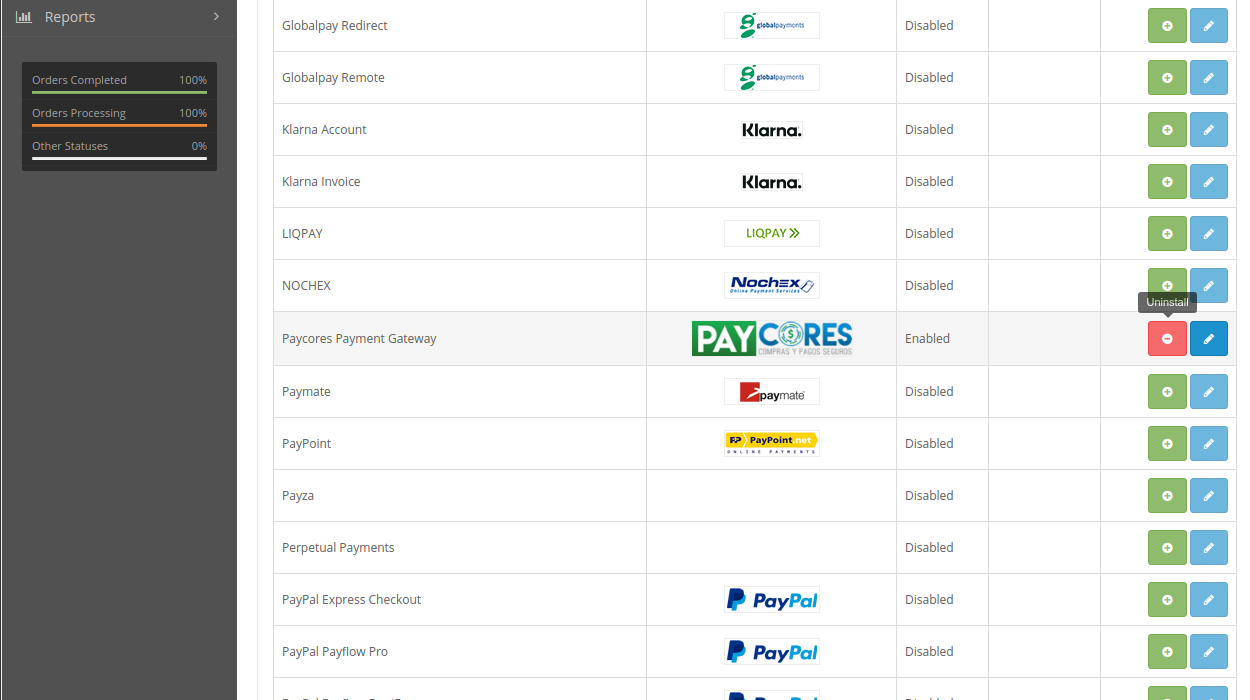 Reports
Orders Completed 100%
Orders Processing 100%
Other Statuses 0%
Globalpay Redirect globalpayments Disabled
Globalpay Remote globalpayments Disabled
Klarna Account Klarna. Disabled
Klarna Invoice Klarna. Disabled
LIQPAY LIQPAY Disabled
NOCHEX Nochex Disabled
Online Payment Services
Uninstall
Paycores Payment Gateway PAYCORES Enabled
COMPRAS Y PAGOS SEGUROS
Paymate paymate Disabled
PayPoint PayPoint.net Disabled
ONLINE PAYMENTS
Payza Disabled
Perpetual Payments Disabled
PayPal Express Checkout PayPal Disabled
PayPal Payflow Pro PayPal Disabled